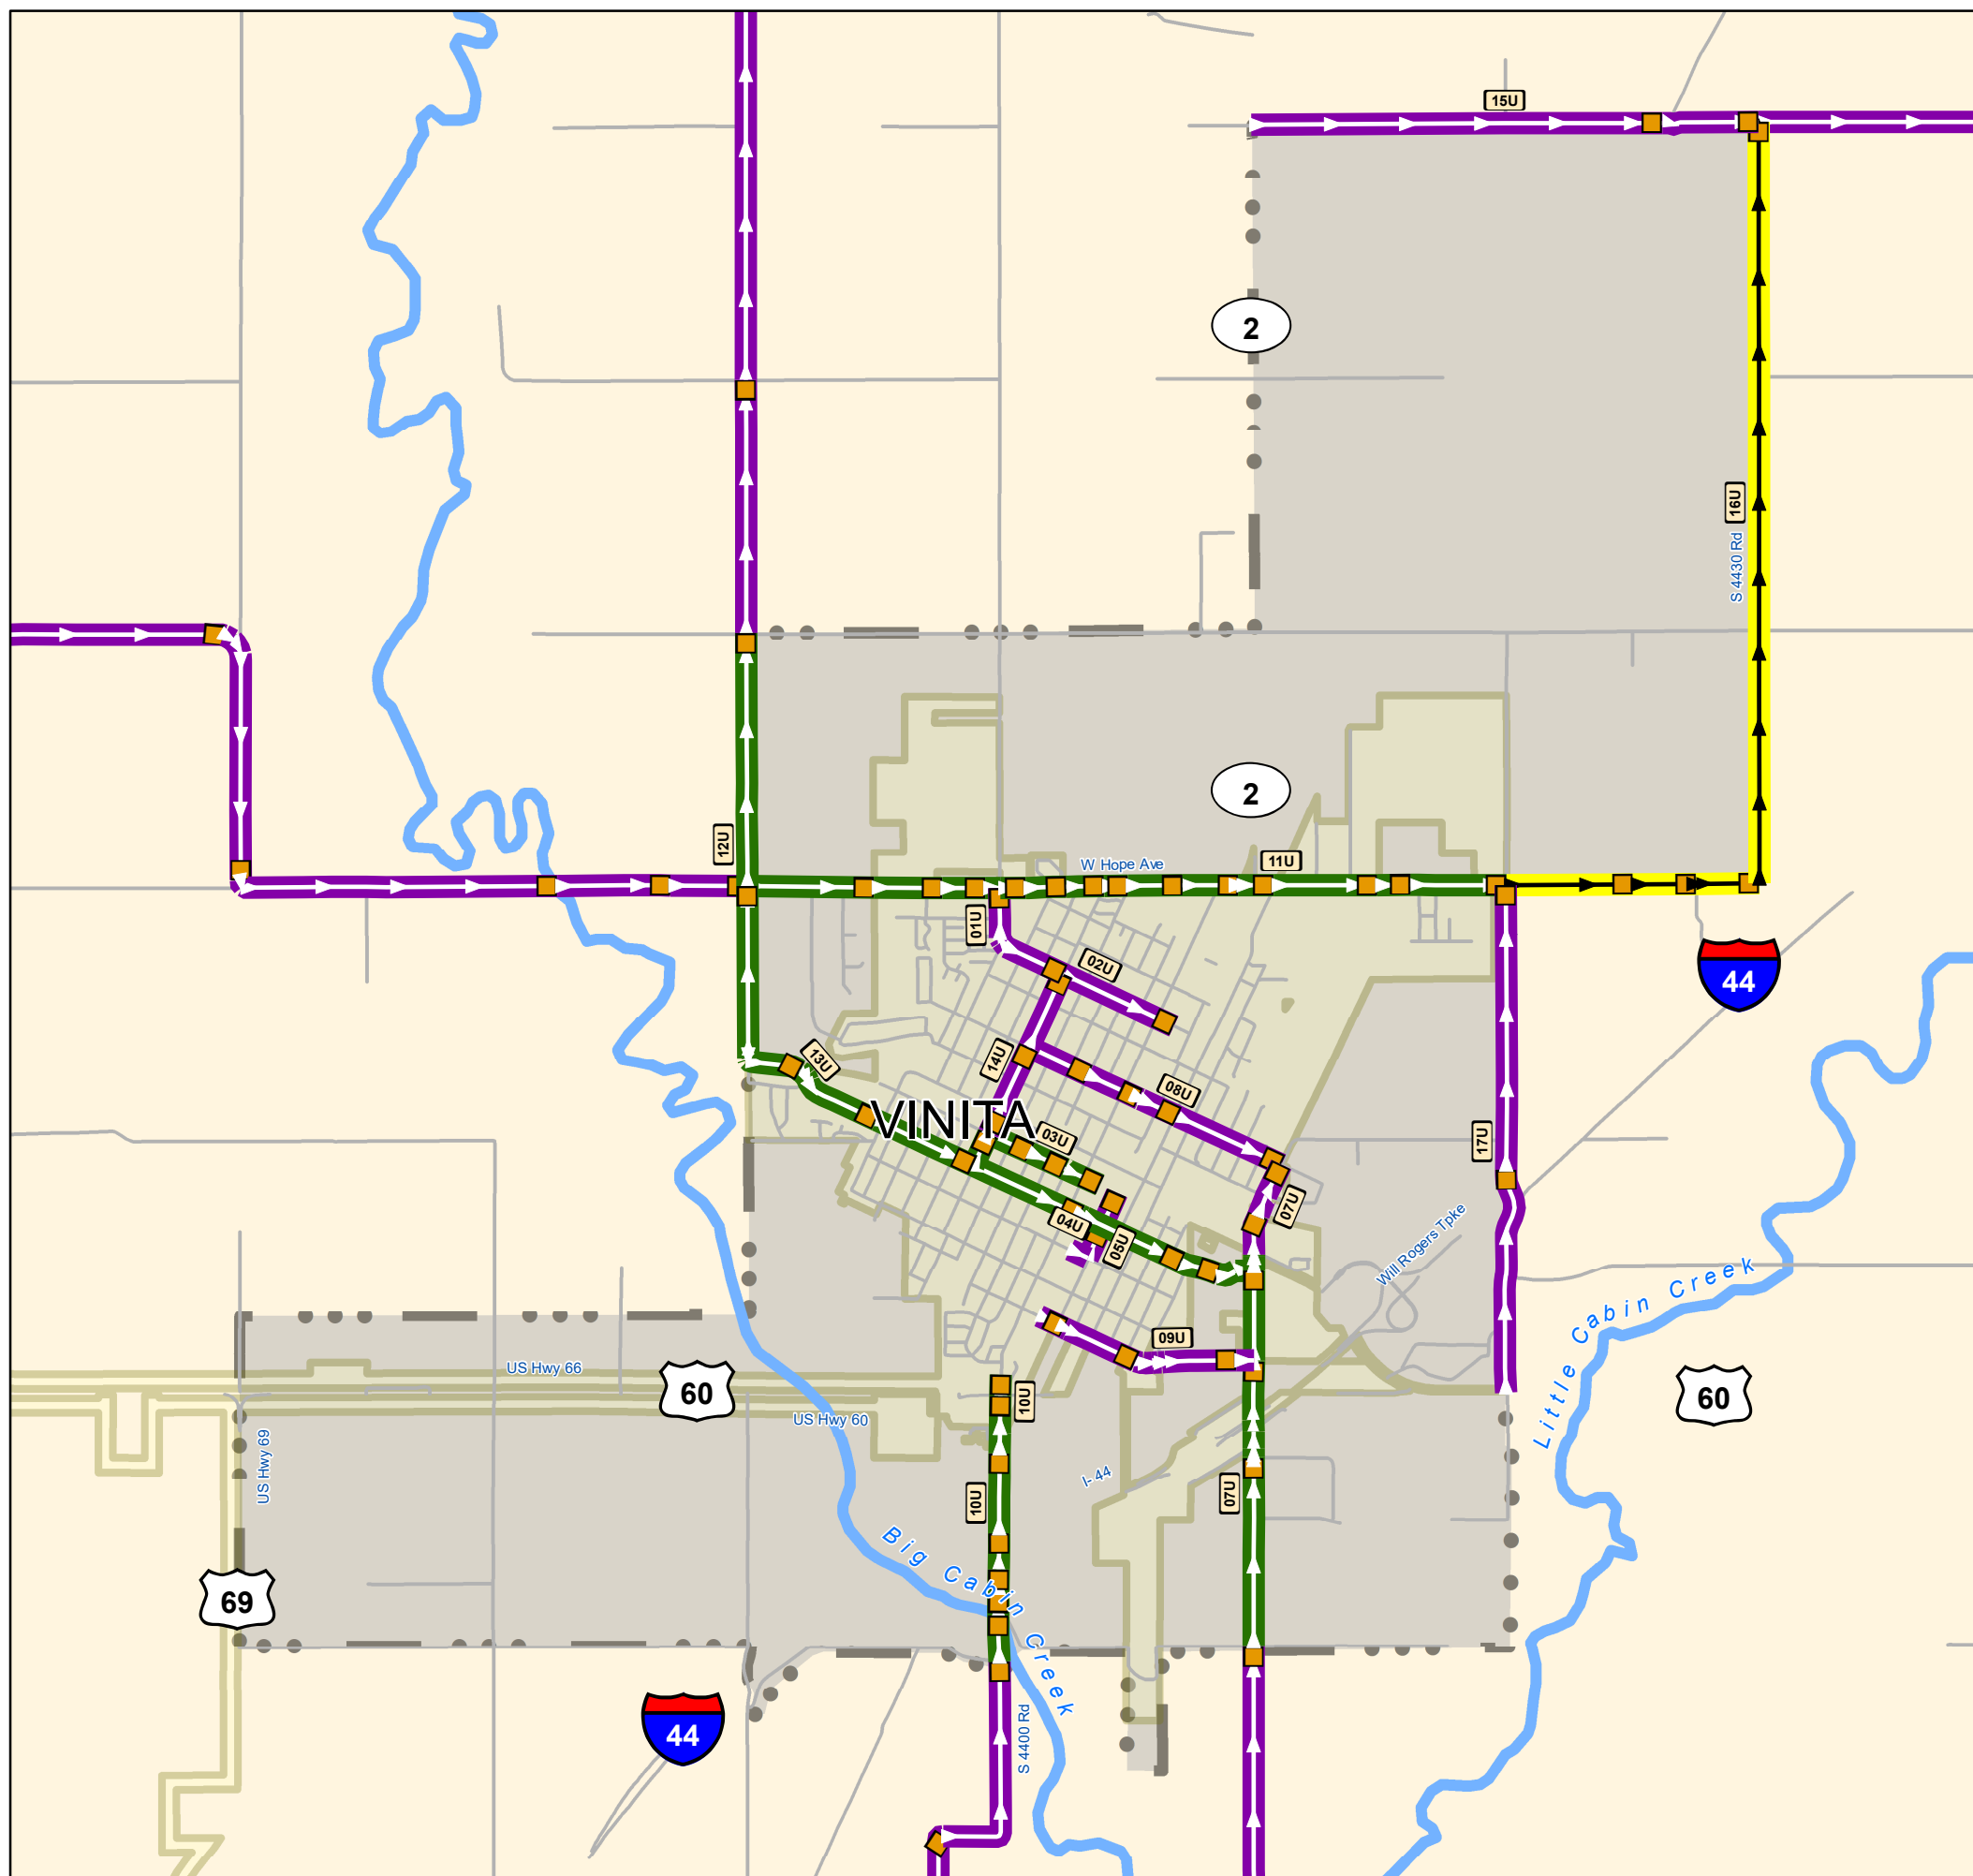 15U
2
16U
S 4430 Rd
2
12U
W Hope Ave
11U
01U
02U
44
13U
14U
08U
VINITA
03U
17U
07U
04U
05U
Will Rogers Tpke
Little Cabin Creek
09U
US Hwy 66
60
60
10U
US Hwy 60
US Hwy 69
I- 44
10U
07U
Big Cabin Creek
69
44
S 4400 Rd